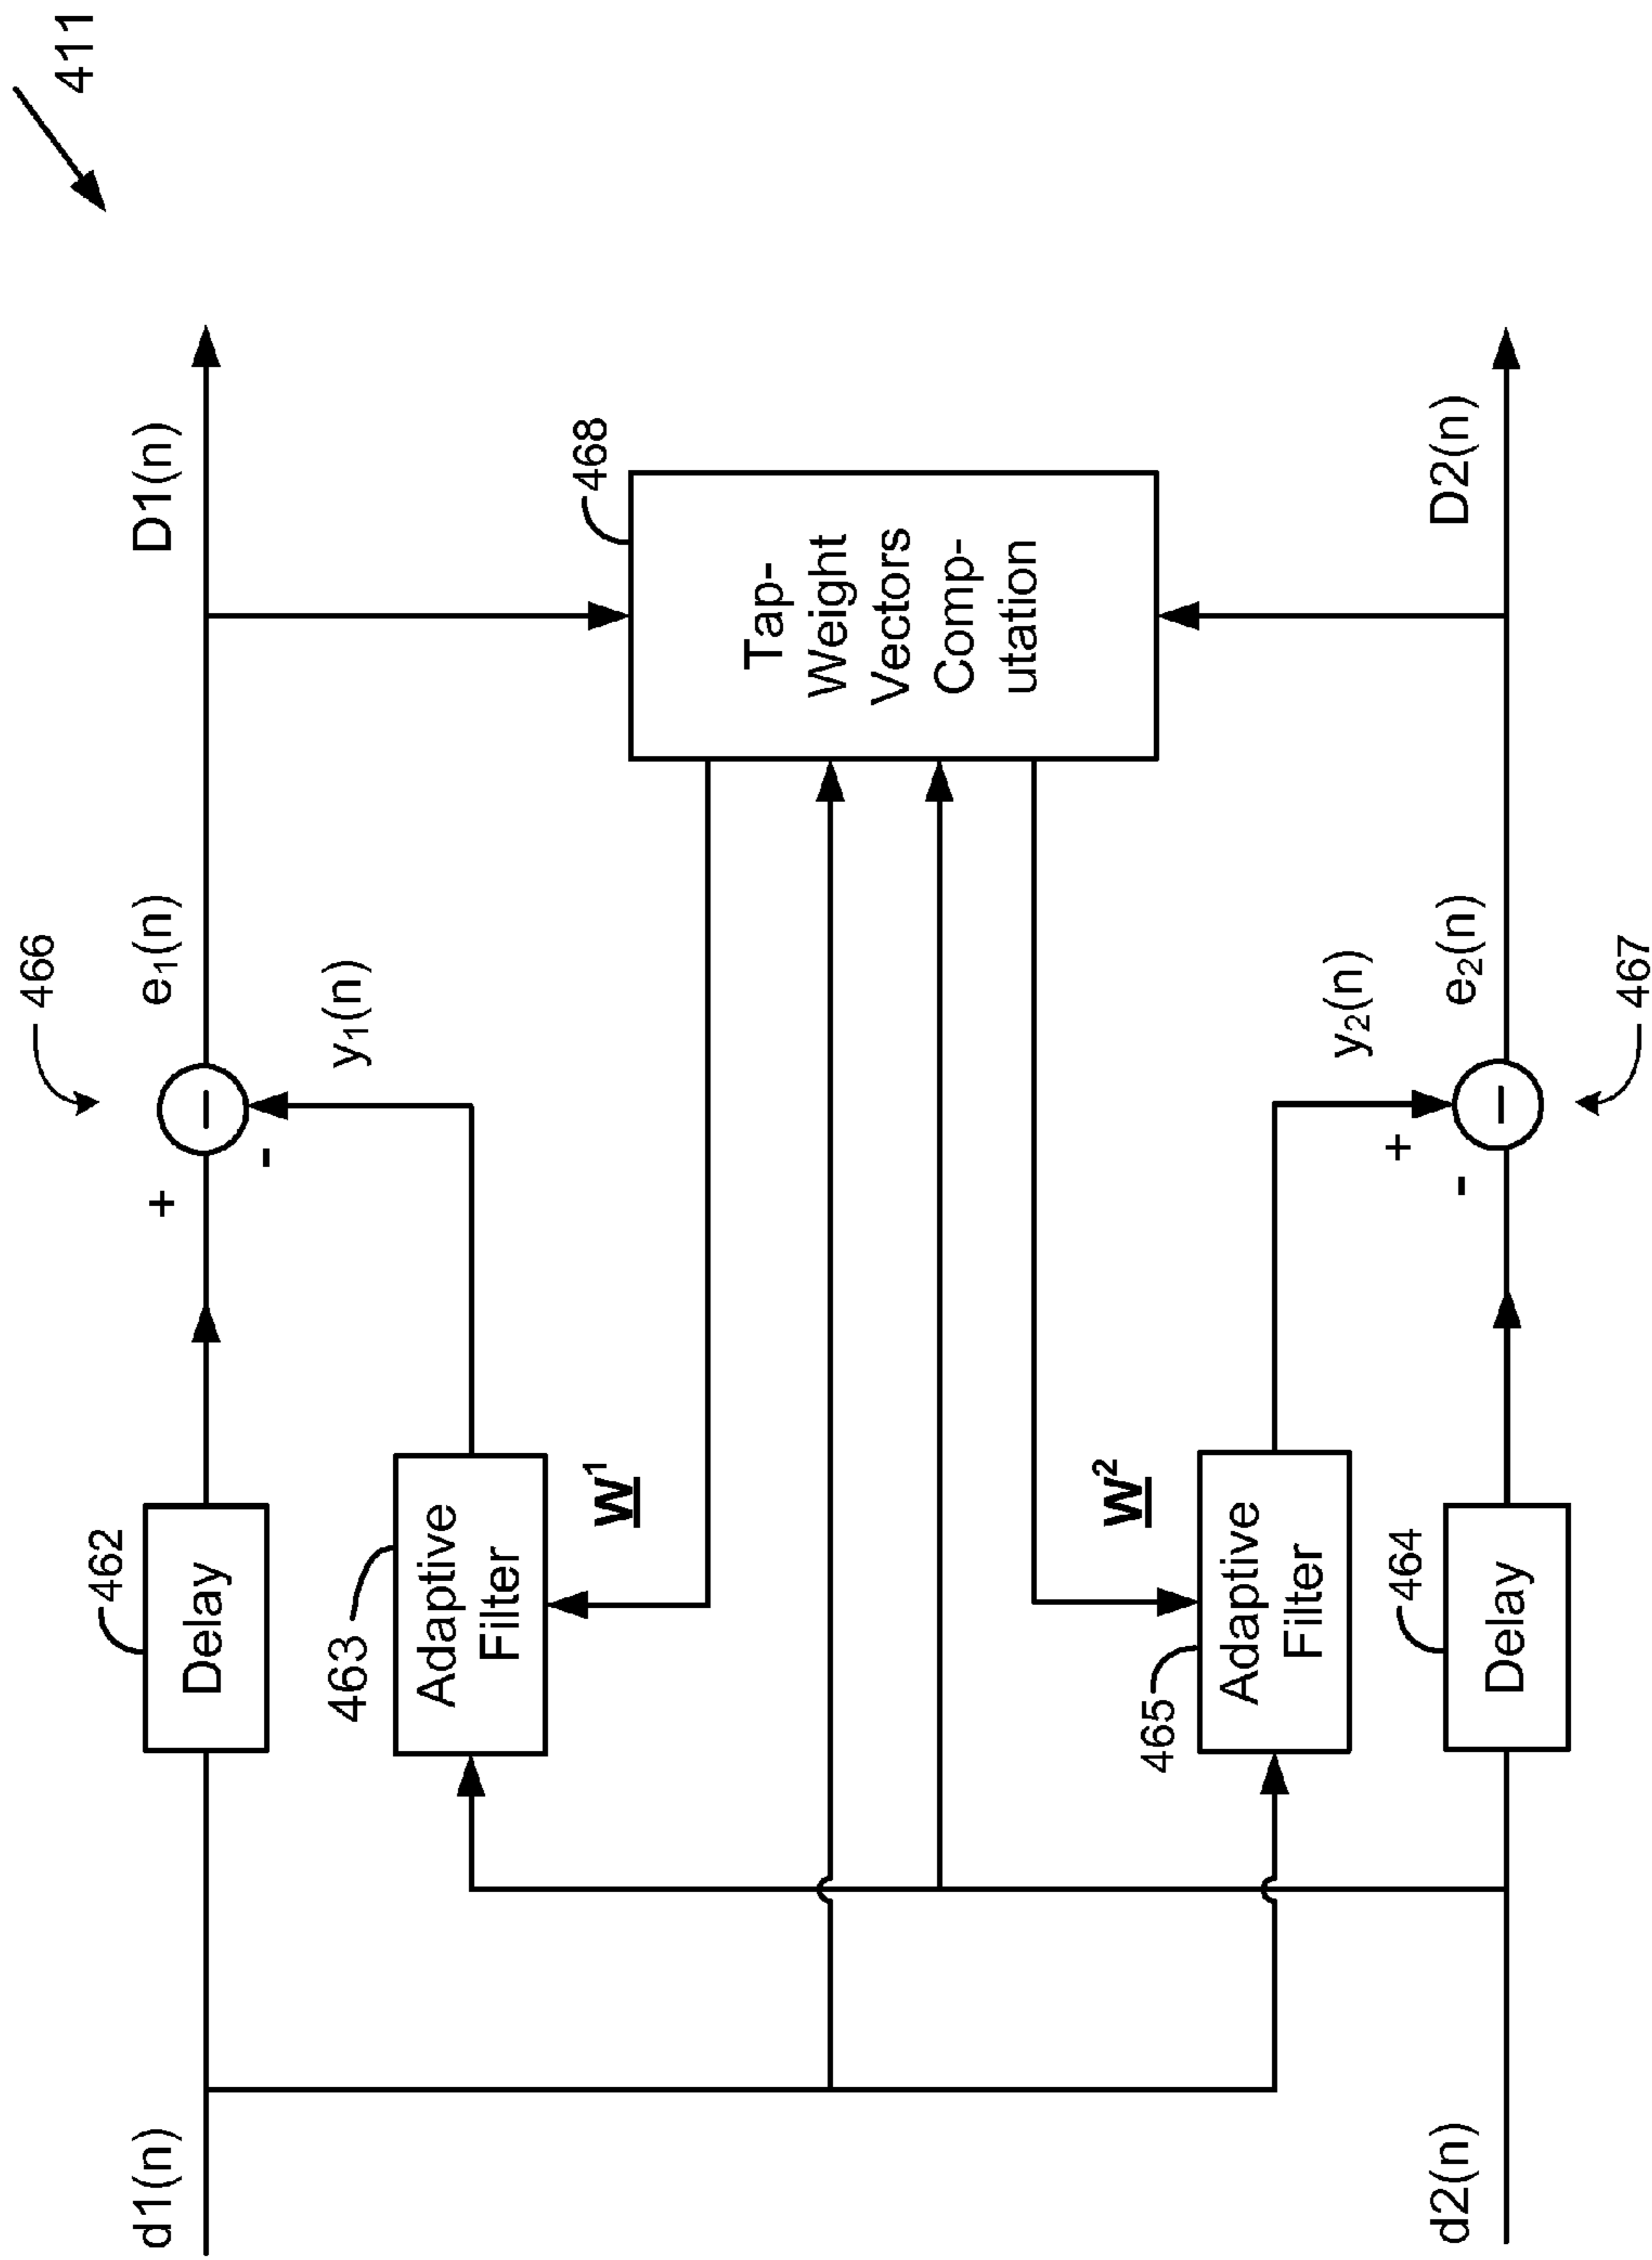 411
466
d1(n)
462
Delay
+
-
e₁(n)
D1(n)
463
Adaptive
Filter
y₁(n)
W¹
468
Tap-
Weight
Vectors
Comp-
utation
W²
465
Adaptive
Filter
y₂(n)
+
-
464
Delay
d2(n)
e₂(n)
D2(n)
467